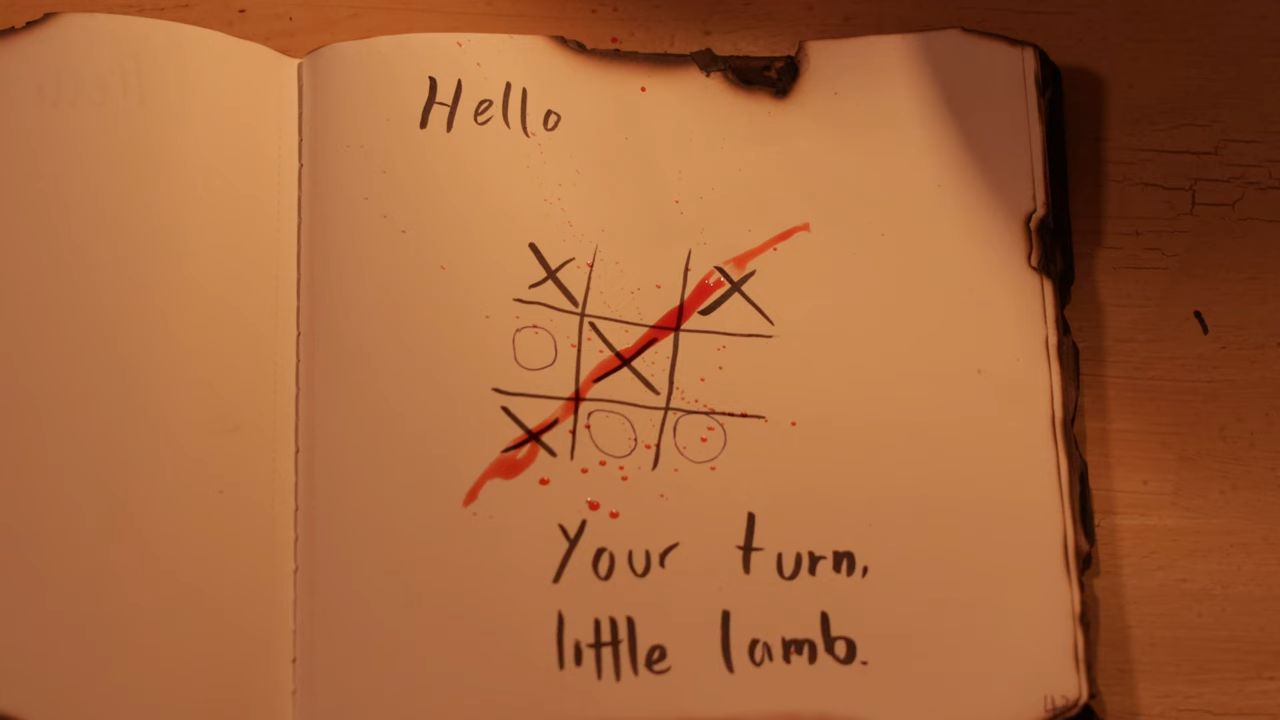 Hello
X X
O X
X O O
Your turn,
little lamb.